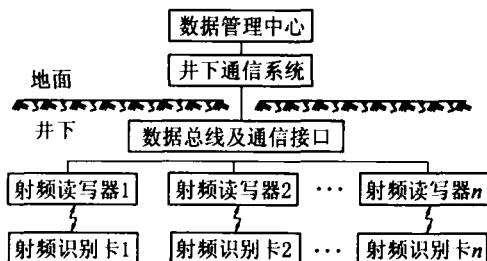 数据管理中心
井下通信系统
地面
井下
数据总线及通信接口
射频读写器1 射频读写器2 ··· 射频读写器n
射频识别卡1 射频识别卡2 ··· 射频识别卡n